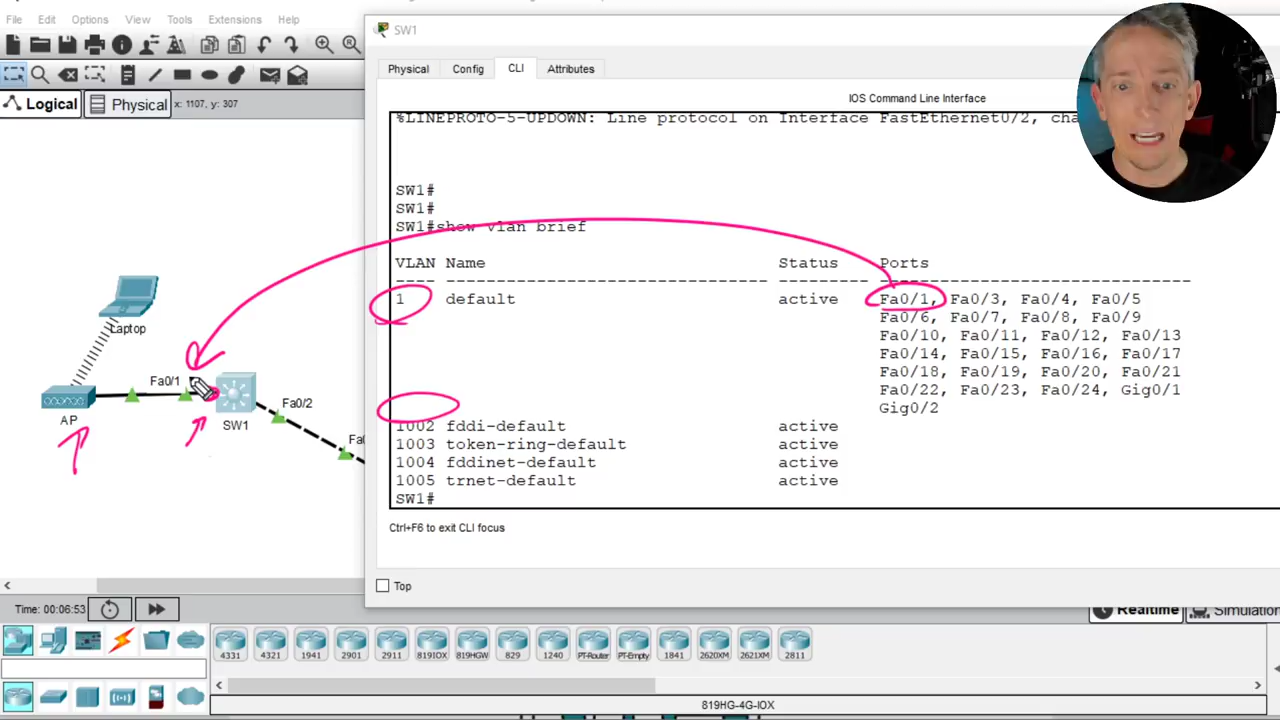 File Edit Options View Tools Extensions Help
SW1
Physical Config CLI Attributes
Logical Physical x: 1107, y: 307
IOS Command Line Interface
%LINEPROTO-5-UPDOWN: Line protocol on Interface FastEthernet0/2, cha
SW1#
SW1#
SW1#show vlan brief
VLAN Name Status Ports
---- -------------------------------- --------- -------------------------------
1 default active Fa0/1, Fa0/3, Fa0/4, Fa0/5
Fa0/6, Fa0/7, Fa0/8, Fa0/9
Fa0/10, Fa0/11, Fa0/12, Fa0/13
Fa0/14, Fa0/15, Fa0/16, Fa0/17
Fa0/18, Fa0/19, Fa0/20, Fa0/21
Fa0/22, Fa0/23, Fa0/24, Gig0/1
Gig0/2
1002 fddi-default active
1003 token-ring-default active
1004 fddinet-default active
1005 trnet-default active
SW1#
Ctrl+F6 to exit CLI focus
Top
Laptop
Fa0/1
AP
SW1
Fa0/2
Fa0
Time: 00:06:53
Realtime Simulation
4331 4321 1941 2901 2911 819IOX 819HGW 829 1240 PT-Router PT-Empty 1841 2620XM 2621XM 2811
819HG-4G-IOX